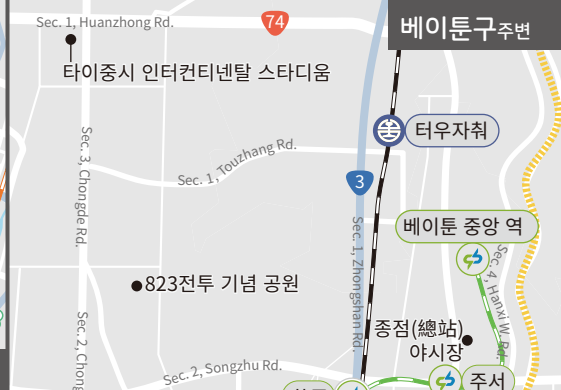 베이툰구주변
Sec. 1, Huanzhong Rd.
74
타이중시 인터컨티넨탈 스타디움
터우자춰
Sec. 3, Chongde Rd.
Sec. 1, Touzhang Rd.
3
베이툰 중앙 역
Sec. 1, Zhongshan Rd.
Sec. 4, Hanxi W. Rd.
823전투 기념 공원
종점(總站)
야시장
Sec. 2, Chong
Sec. 2, Songzhu Rd.
주서